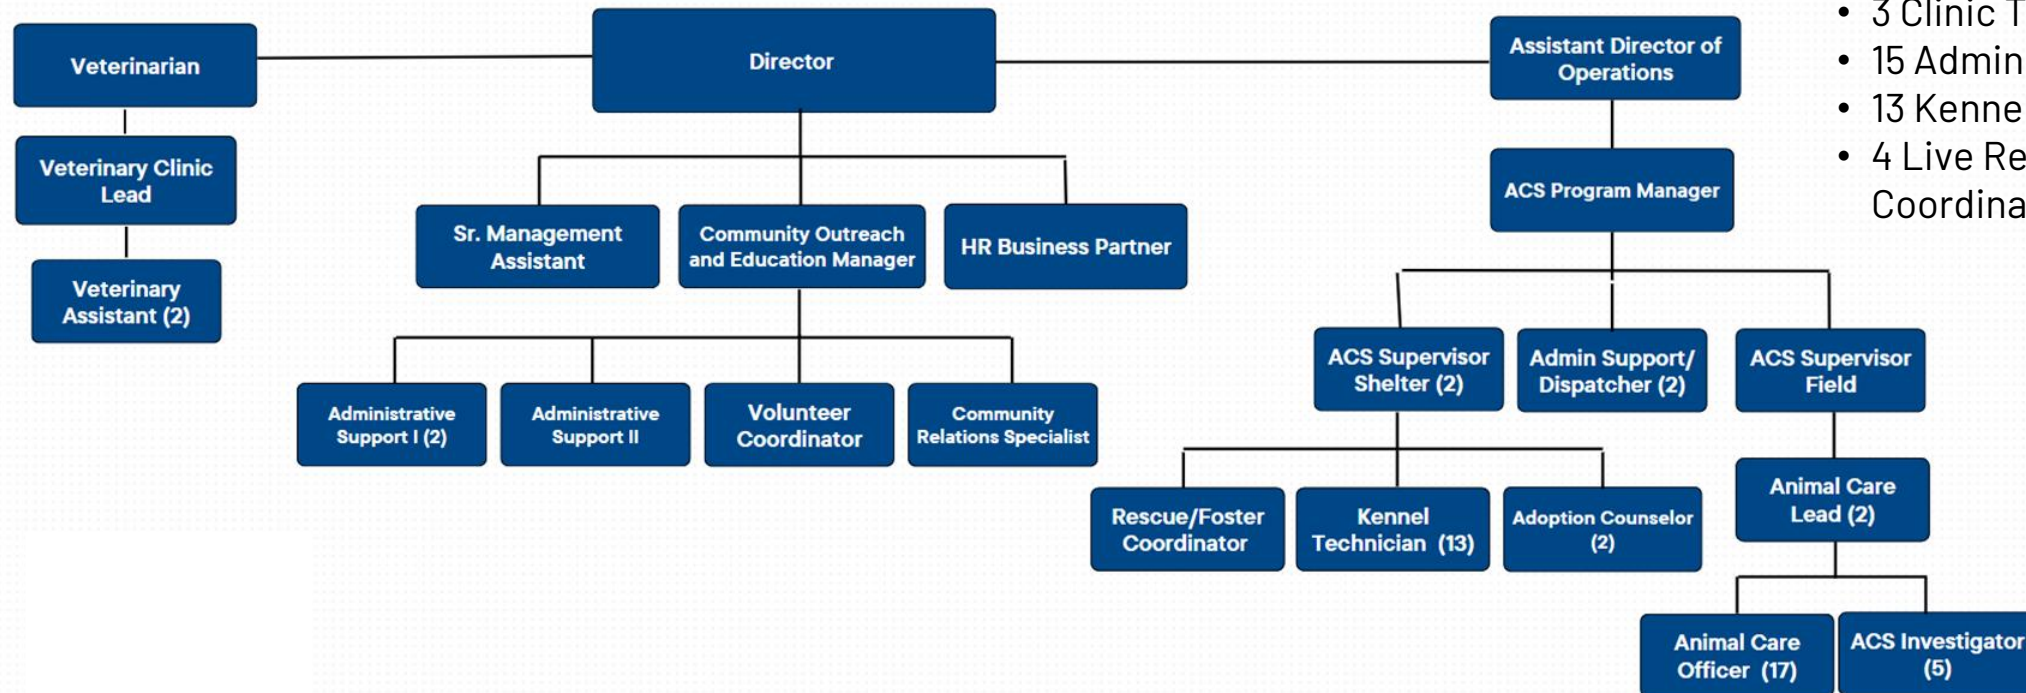 Veterinarian
Director
Assistant Director of
Operations
• 3 Clinic
• 15 Admin
• 13
• 4 Live
Veterinary Clinic
Lead
ACS Program Manager
Sr. Management
Assistant
Community Outreach
and Education Manager
HR Business Partner
Veterinary
Assistant (2)
ACS Supervisor
Shelter (2)
Admin Support/
Dispatcher (2)
ACS Supervisor
Field
Administrative
Support I (2)
Administrative
Support II
Volunteer
Coordinator
Community
Relations Specialist
Animal Care
Lead (2)
Rescue/Foster
Coordinator
Kennel
Technician (13)
Adoption Counselor
(2)
Animal Care
Officer (17)
ACS Investigator
(5)